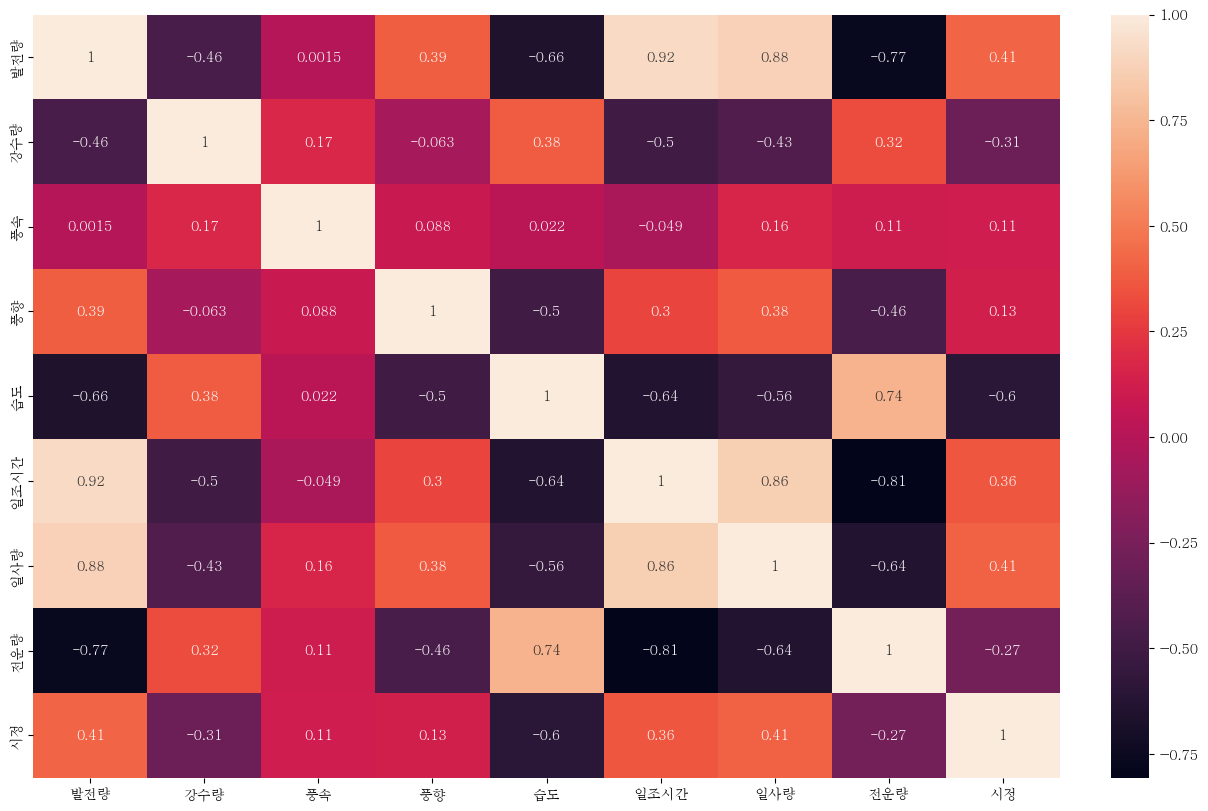 발전량 1 −0.46 0.0015 0.39 −0.66 0.92 0.88 −0.77 0.41
강수량 −0.46 1 0.17 −0.063 0.38 −0.5 −0.43 0.32 −0.31
풍속 0.0015 0.17 1 0.088 0.022 −0.049 0.16 0.11 0.11
풍향 0.39 −0.063 0.088 1 −0.5 0.3 0.38 −0.46 0.13
습도 −0.66 0.38 0.022 −0.5 1 −0.64 −0.56 0.74 −0.6
일조시간 0.92 −0.5 −0.049 0.3 −0.64 1 0.86 −0.81 0.36
일사량 0.88 −0.43 0.16 0.38 −0.56 0.86 1 −0.64 0.41
전운량 −0.77 0.32 0.11 −0.46 0.74 −0.81 −0.64 1 −0.27
시정 0.41 −0.31 0.11 0.13 −0.6 0.36 0.41 −0.27 1
발전량 강수량 풍속 풍향 습도 일조시간 일사량 전운량 시정
1.00
0.75
0.50
0.25
0.00
−0.25
−0.50
−0.75